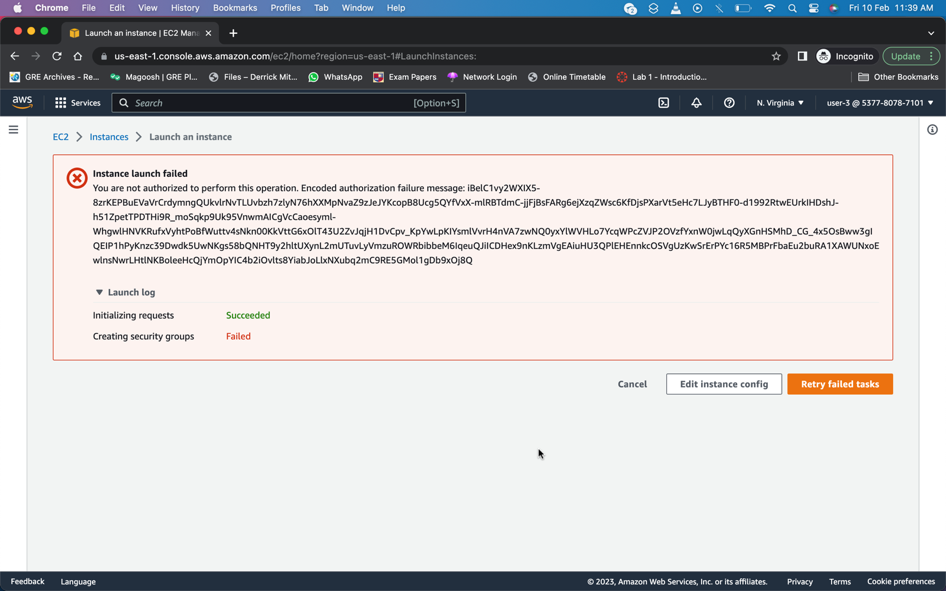 Chrome File Edit View History Bookmarks Profiles Tab Window Help Fri 10 Feb 11:39 AM
Launch an instance | EC2 Man
us-east-1.console.aws.amazon.com/ec2/home?region=us-east-1#LaunchInstances: Incognito Update
GRE Archives - Re... Magoosh | GRE Pl... Files – Derrick Mit... WhatsApp Exam Papers Network Login Online Timetable Lab 1 - Introductio... Other Bookmarks
aws Services Search [Option+S] N. Virginia user-3 @ 5377-8078-7101
EC2 Instances Launch an instance
Instance launch failed
You are not authorized to perform this operation. Encoded authorization failure message:
Launch log
Initializing requests Succeeded
Creating security groups Failed
Cancel Edit instance config Retry failed tasks
Feedback Language © 2023, Amazon Web Services, Inc. or its affiliates. Privacy Terms Cookie preferences